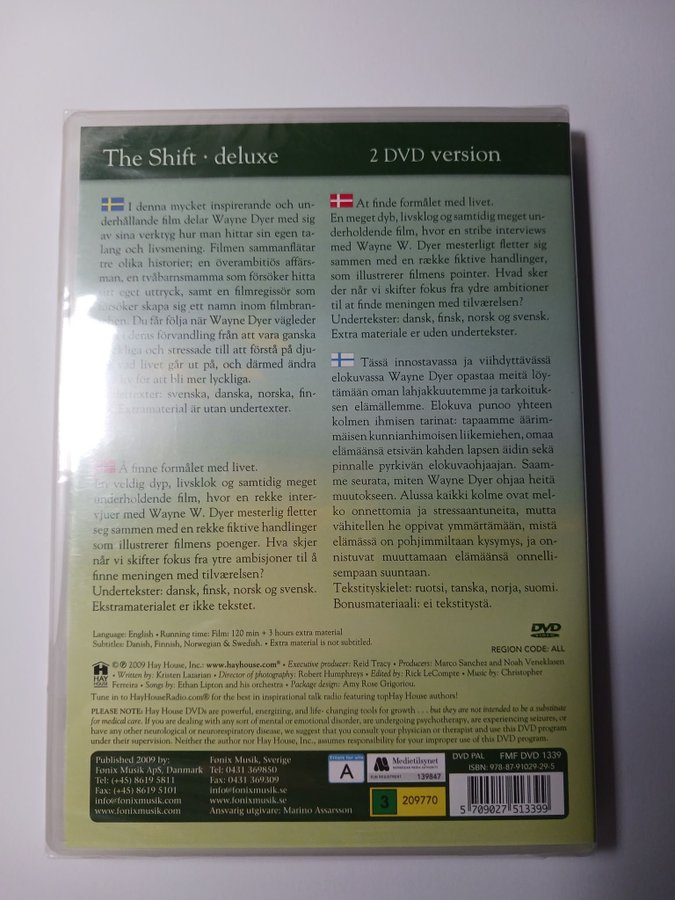 The Shift · deluxe
2 DVD version
I denna mycket inspirerande och un-
derhållande film delar Wayne Dyer med sig
av sina verktyg hur man hittar sin egen ta-
lang och livsmening. Filmen sammanflätar
tre olika historier; en överambitiös affärs-
man, en tvåbarnsmamma som försöker hitta
sitt eget uttryck, samt en filmregissör som
försöker skapa sig ett namn inom filmbran-
schen. Du får följa när Wayne Dyer vägleder
i deras förvandling från att vara ganska
och stressade till att förstå på dju-
vad livet går ut på, och därmed ändra
liv för att bli mer lyckliga.
Undertexter: svenska, danska, norska, fin-
Extramaterial är utan undertexter.
Å finne formålet med livet.
En veldig dyp, livsklok og samtidig meget
underholdende film, hvor en rekke inter-
vjuer med Wayne W. Dyer mesterlig fletter
seg sammen med en rekke fiktive handlinger
som illustrerer filmens poenger. Hva skjer
når vi skifter fokus fra ytre ambisjoner til å
finne meningen med tilværelsen?
Undertekster: dansk, finsk, norsk og svensk.
Ekstramaterialet er ikke tekstet.
At finde formålet med livet.
En meget dyb, livsklog og samtidig meget un-
derholdende film, hvor en stribe interviews
med Wayne W. Dyer mesterligt fletter sig
sammen med en række fiktive handlinger,
som illustrerer filmens pointer. Hvad sker
der når vi skifter fokus fra ydre ambitioner
til at finde meningen med tilværelsen?
Undertekster: dansk, finsk, norsk og svensk.
Extra materiale er uden undertekster.
Tässä innostavassa ja viihdyttävässä
elokuvassa Wayne Dyer opastaa meitä löy-
tämään oman lahjakkuutemme ja tarkoituk-
sen elämällemme. Elokuva punoo yhteen
kolmen ihmisen tarinat: tapaamme äärim-
mäisen kunnianhimoisen liikemiehen, omaa
elämäänsä etsivän kahden lapsen äidin sekä
pinnalle pyrkivän elokuvaohjaajan. Saam-
me seurata, miten Wayne Dyer ohjaa heitä
muutokseen. Alussa kaikki kolme ovat mel-
ko onnettomia ja stressaantuneita, mutta
vähitellen he oppivat ymmärtämään, mistä
elämässä on pohjimmiltaan kysymys, ja on-
nistuvat muuttamaan elämäänsä onnelli-
sempaan suuntaan.
Tekstityskielet: ruotsi, tanska, norja, suomi.
Bonusmateriaali: ei tekstitystä.
Language: English • Running time: Film: 120 min + 3 hours extra material
Subtitles: Danish, Finnish, Norwegian & Swedish. • Extra material is not subtitled.
DVD
VIDEO
REGION CODE: ALL
HAY
HOUSE
©℗ 2009 Hay House, Inc.: www.hayhouse.com® • Executive producer: Reid Tracy • Producers: Marco Sanchez and Noah Veneklasen
• Written by: Kristen Lazarian • Director of photography: Robert Humphreys • Edited by: Rick LeCompte • Music by: Christopher
Ferreira • Songs by: Ethan Lipton and his orchestra • Package design: Amy Rose Grigoriou.
Tune in to HayHouseRadio.com® for the best in inspirational talk radio featuring topHay House authors!
PLEASE NOTE: Hay House DVDs are powerful, energizing, and life- changing tools for growth . . . but they are not intended to be a substitute
for medical care. If you are dealing with any sort of mental or emotional disorder, are undergoing psychotherapy, are experiencing seizures, or
have any other neurological or neuropsychiatric disorder, we suggest that you consult your physician or therapist and use this DVD program
under their supervision. Neither the author nor Hay House, Inc., assumes responsibility for your improper use of this DVD program.
Published 2009 by:
Fonix Musik ApS, Danmark
Tel: (+45) 8619 5811
Fax: (+45) 8619 5101
info@fonixmusik.com
www.fonixmusik.com
Fonix Musik, Sverige
Tel: 0431 369850
Fax: 0431 369309
info@fonixmusik.se
www.fonixmusik.se
Ansvarig utgivare: Marino Assarsson
Tilladt for alle
A
Medietilsynet
NORWEGIAN MEDIA AUTHORITY
139847
3
209770
DVD PAL
FMF DVD 1339
ISBN: 978-87-91029-29-5
5 709027 513399